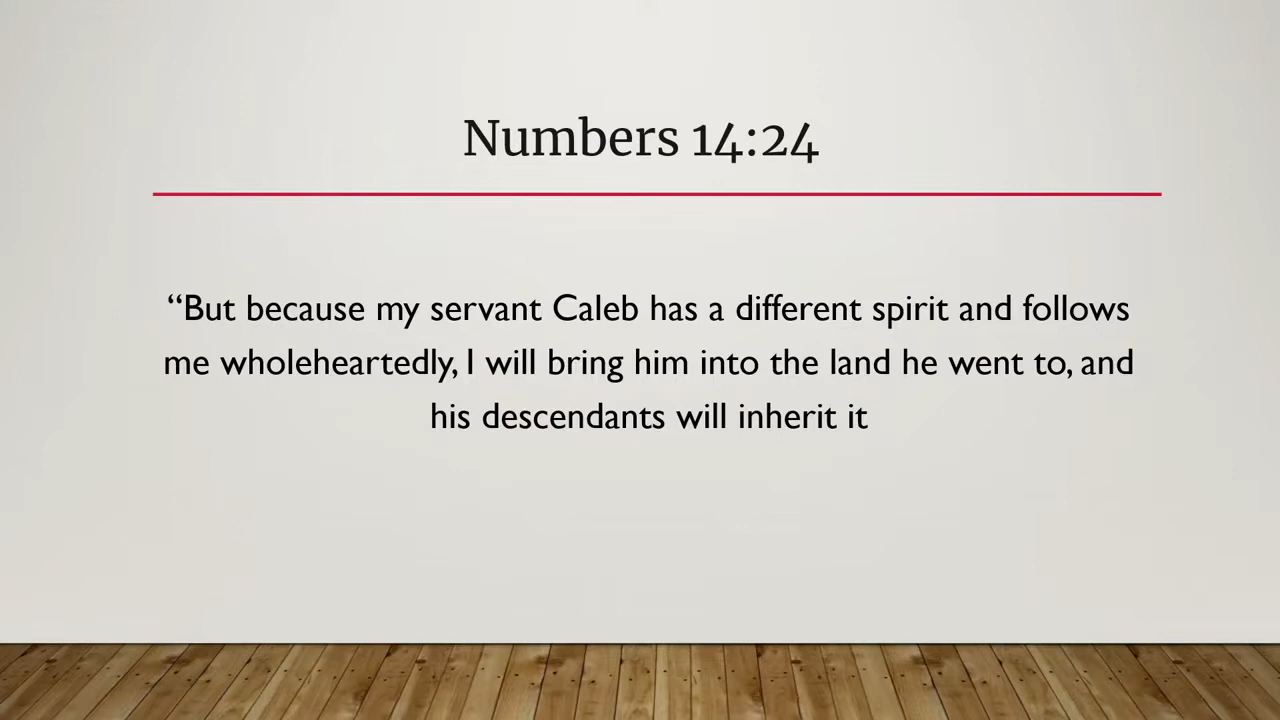 Numbers 14:24
“But because my servant Caleb has a different spirit and follows
me wholeheartedly, I will bring him into the land he went to, and
his descendants will inherit it